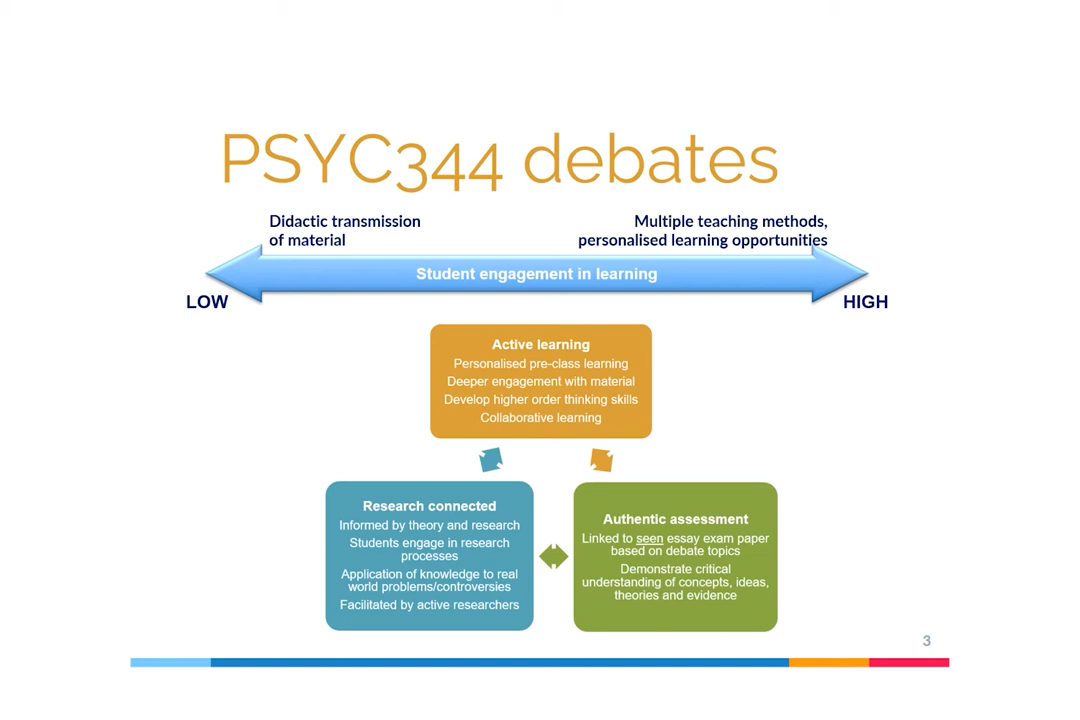 PSYC344 debates
Didactic transmission
of material
Multiple teaching methods,
personalised learning opportunities
Student engagement in learning
LOW
HIGH
Active learning
Personalised pre-class learning
Deeper engagement with material
Develop higher order thinking skills
Collaborative learning
Research connected
Informed by theory and research
Students engage in research
processes
Application of knowledge to real
world problems/controversies
Facilitated by active researchers
Authentic assessment
Linked to seen essay exam paper
based on debate topics
Demonstrate critical
understanding of concepts, ideas,
theories and evidence
3